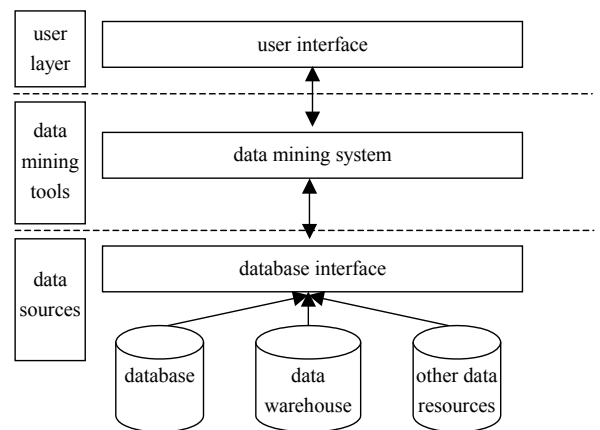 user
layer
user interface
data
mining
tools
data mining system
data
sources
database interface
database
data
warehouse
other data
resources